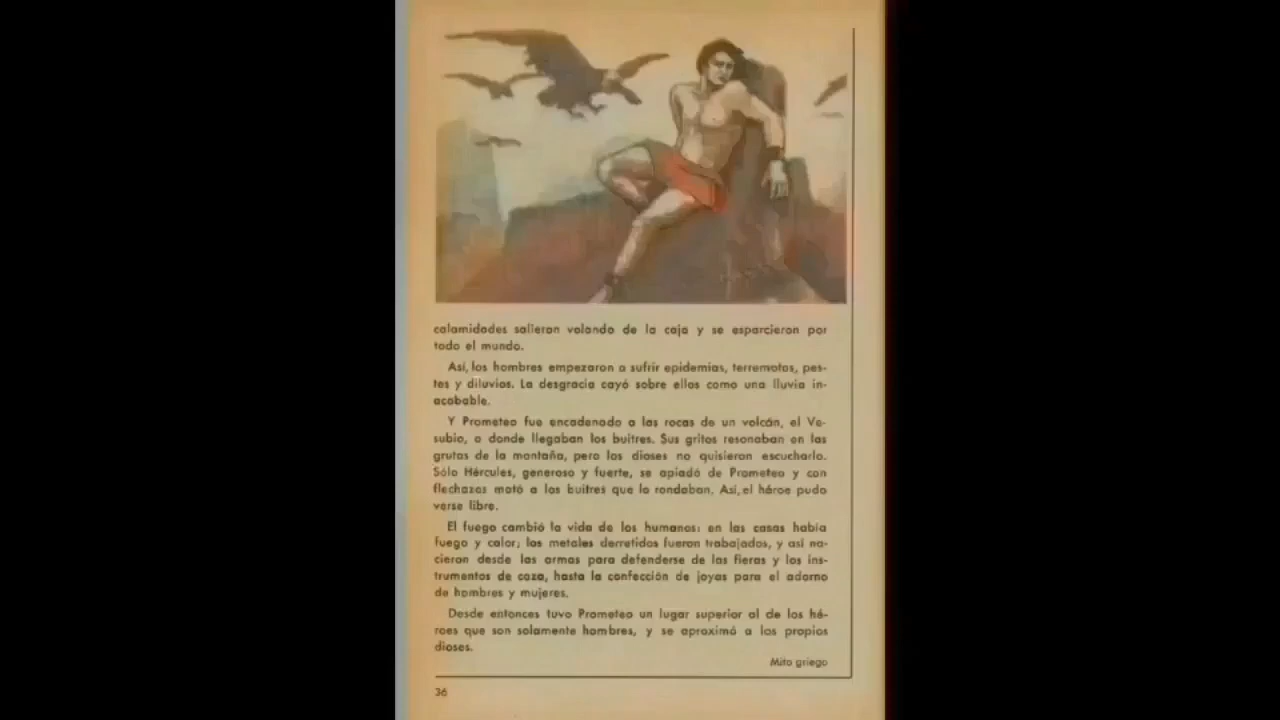 calamidades salieron volando de la caja y se esparcieron por
todo el mundo.
Así, los hombres empezaron a sufrir epidemias, terremotos, pes-
tes y diluvios. La desgracia cayó sobre ellos como una lluvia in-
acabable.
Y Prometeo fue encadenado a las rocas de un volcán, el Ve-
subio, a donde llegaban los buitres. Sus gritos resonaban en las
grutas de la montaña, pero los dioses no quisieron escucharlo.
Sólo Hércules, generoso y fuerte, se apiadó de Prometeo y con
flechazos mató a los buitres que lo rondaban. Así, el héroe pudo
verse libre.
El fuego cambió la vida de los humanos: en las casas había
fuego y calor; los metales derretidos fueron trabajados, y así na-
cieron desde las armas para defenderse de las fieras y los ins-
trumentos de caza, hasta la confección de joyas para el adorno
de hombres y mujeres.
Desde entonces tuvo Prometeo un lugar superior al de los hé-
roes que son solamente hombres, y se aproximó a los propios
dioses.
Mito griego
36